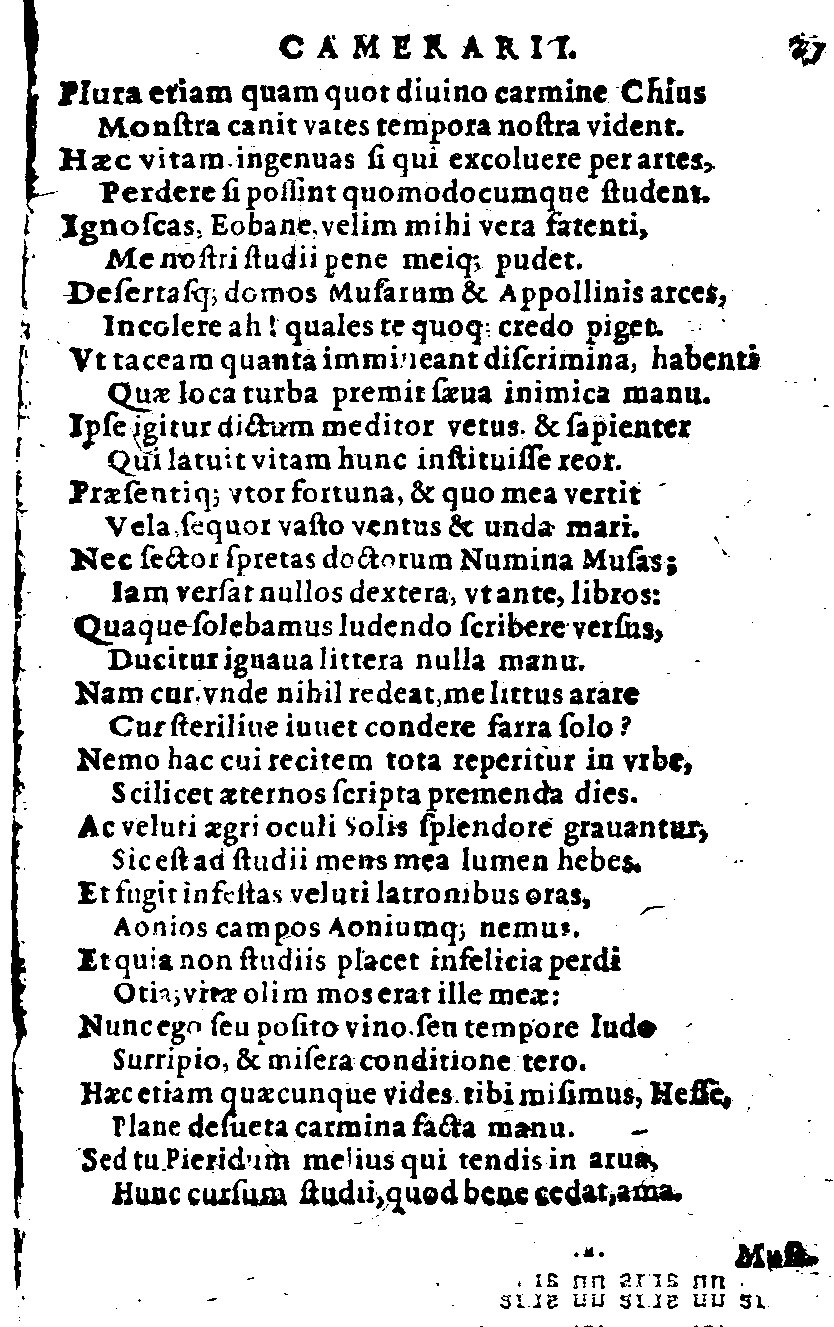 CAMERARII. 27
Plura etiam quam quot diuino carmine Chius
Monſtra canit vates tempora noſtra vident.
Hæc vitam ingenuas ſi qui excoluere per artes,
Perdere ſi poſſint quomodocumque ſtudent.
Ignoſcas, Eobane, velim mihi vera fatenti,
Me noſtri ſtudii pene meiq; pudet.
Deſertaſq; domos Muſarum & Appollinis arces,
Incolere ah! quales te quoq; credo piget.
Vt taceam quanta immineant diſcrimina, habenti
Quæ loca turba premit ſæua inimica manu.
Ipſe igitur dictum meditor vetus. & ſapienter
Qui latuit vitam hunc inſtituiſſe reor.
Præſentiq; vtor fortuna, & quo mea vertit
Vela, ſequor vaſto ventus & unda mari.
Nec ſector ſpretas doctorum Numina Muſas;
Iam verſat nullos dextera, vt ante, libros:
Quaque ſolebamus ludendo ſcribere verſus,
Ducitur ignaua littera nulla manu.
Nam cur, vnde nihil redeat, me littus arare
Cur ſteriliue iuuet condere farra ſolo?
Nemo hac cui recitem tota reperitur in vrbe,
Scilicet æternos ſcripta premenda dies.
Ac veluti ægri oculi Solis ſplendore grauantur,
Sic eſt ad ſtudii mens mea lumen hebes.
Et fugit infeſtas veluti latronibus oras,
Aonios campos Aoniumq; nemus.
Et quia non ſtudiis placet infelicia perdi
Otia; vitæ olim mos erat ille meæ:
Nunc ego ſeu poſito vino, ſeu tempore ludo
Surripio, & miſera conditione tero.
Hæc etiam quæcunque vides, tibi miſimus, Heſſe,
Plane deſueta carmina facta manu.
Sed tu Pieridum melius qui tendis in arua,
Hunc curſum ſtudii, quod bene cedat, ama.